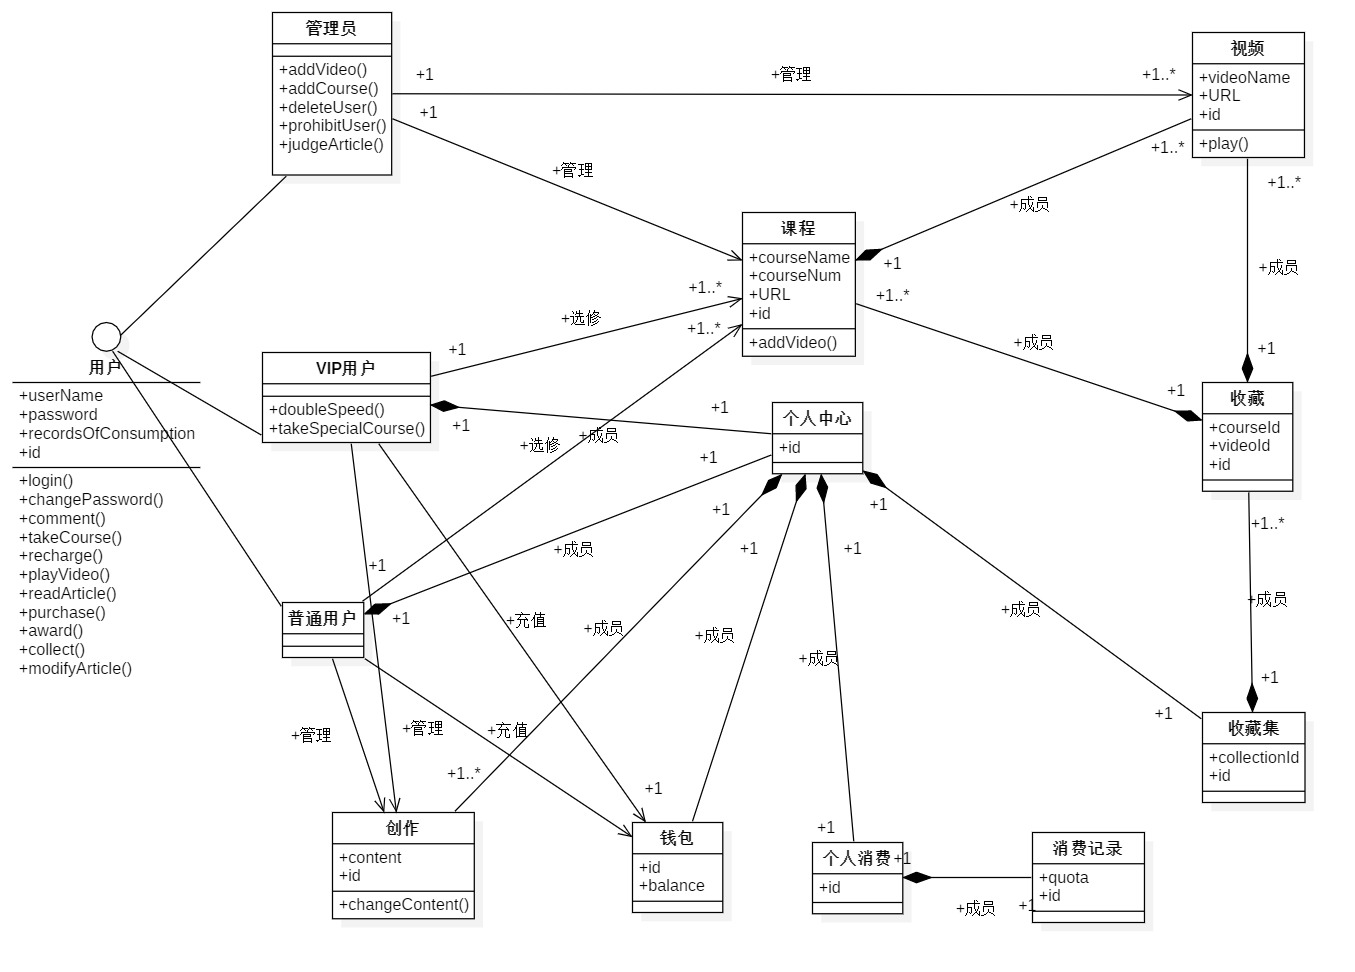 管理员
+addVideo()
+addCourse()
+deleteUser()
+prohibitUser()
+judgeArticle()
+1
+管理
+1..*
+1
+管理
视频
+videoName
+URL
+id
+play()
+1..*
+成员
+1
+1..*
+成员
+1
课程
+courseName
+courseNum
+URL
+id
+addVideo()
+1..*
+成员
+1
收藏
+courseId
+videoId
+id
+1..*
+成员
+1
收藏集
+collectionId
+id
用户
+userName
+password
+recordsOfConsumption
+id
+login()
+changePassword()
+comment()
+takeCourse()
+recharge()
+playVideo()
+readArticle()
+purchase()
+award()
+collect()
+modifyArticle()
VIP用户
+doubleSpeed()
+takeSpecialCourse()
+1
+选修
+1..*
+1..*
+选修
+1
+成员
+1
个人中心
+id
+1
+成员
+1
普通用户
+1
+管理
+管理
+充值
+充值
+1
+1
+成员
+1..*
+1
+成员
+1
+成员
+1
+1
+成员
+1
创作
+content
+id
+changeContent()
钱包
+id
+balance
个人消费
+id
+1
+成员
+1
消费记录
+quota
+id